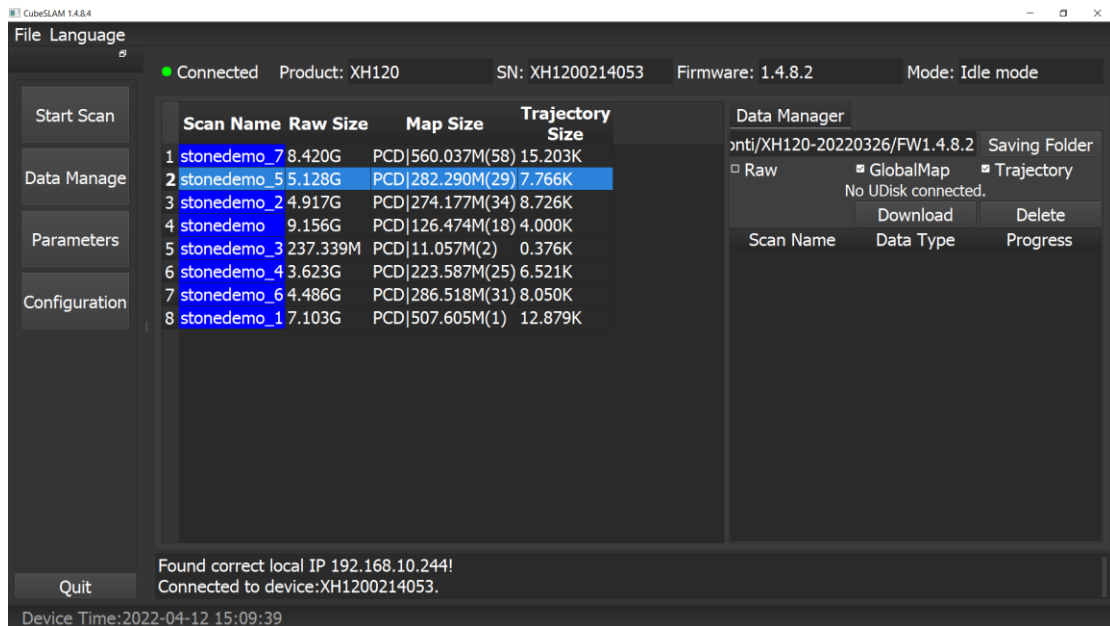 CubeSLAM 1.4.8.4
File Language
Connected Product: XH120 SN: XH1200214053 Firmware: 1.4.8.2 Mode: Idle mode
Start Scan
Data Manage
Parameters
Configuration
Quit
Scan Name Raw Size Map Size Trajectory Size
1 stonedemo_7 8.420G PCD|560.037M(58) 15.203K
2 stonedemo_5 5.128G PCD|282.290M(29) 7.766K
3 stonedemo_2 4.917G PCD|274.177M(34) 8.726K
4 stonedemo 9.156G PCD|126.474M(18) 4.000K
5 stonedemo_3 237.339M PCD|11.057M(2) 0.376K
6 stonedemo_4 3.623G PCD|223.587M(25) 6.521K
7 stonedemo_6 4.486G PCD|286.518M(31) 8.050K
8 stonedemo_1 7.103G PCD|507.605M(1) 12.879K
Data Manager
onti/XH120-20220326/FW1.4.8.2 Saving Folder
Raw GlobalMap Trajectory
No UDisk connected.
Download Delete
Scan Name Data Type Progress
Found correct local IP 192.168.10.244!
Connected to device:XH1200214053.
Device Time:2022-04-12 15:09:39